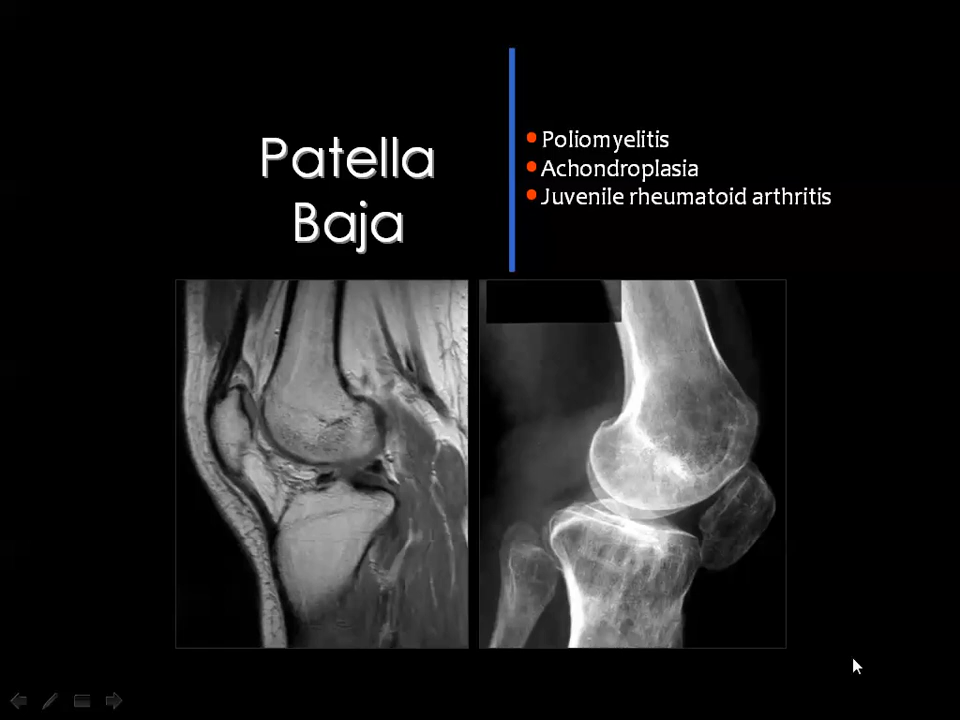 Patella
Baja
Poliomyelitis
Achondroplasia
Juvenile rheumatoid arthritis